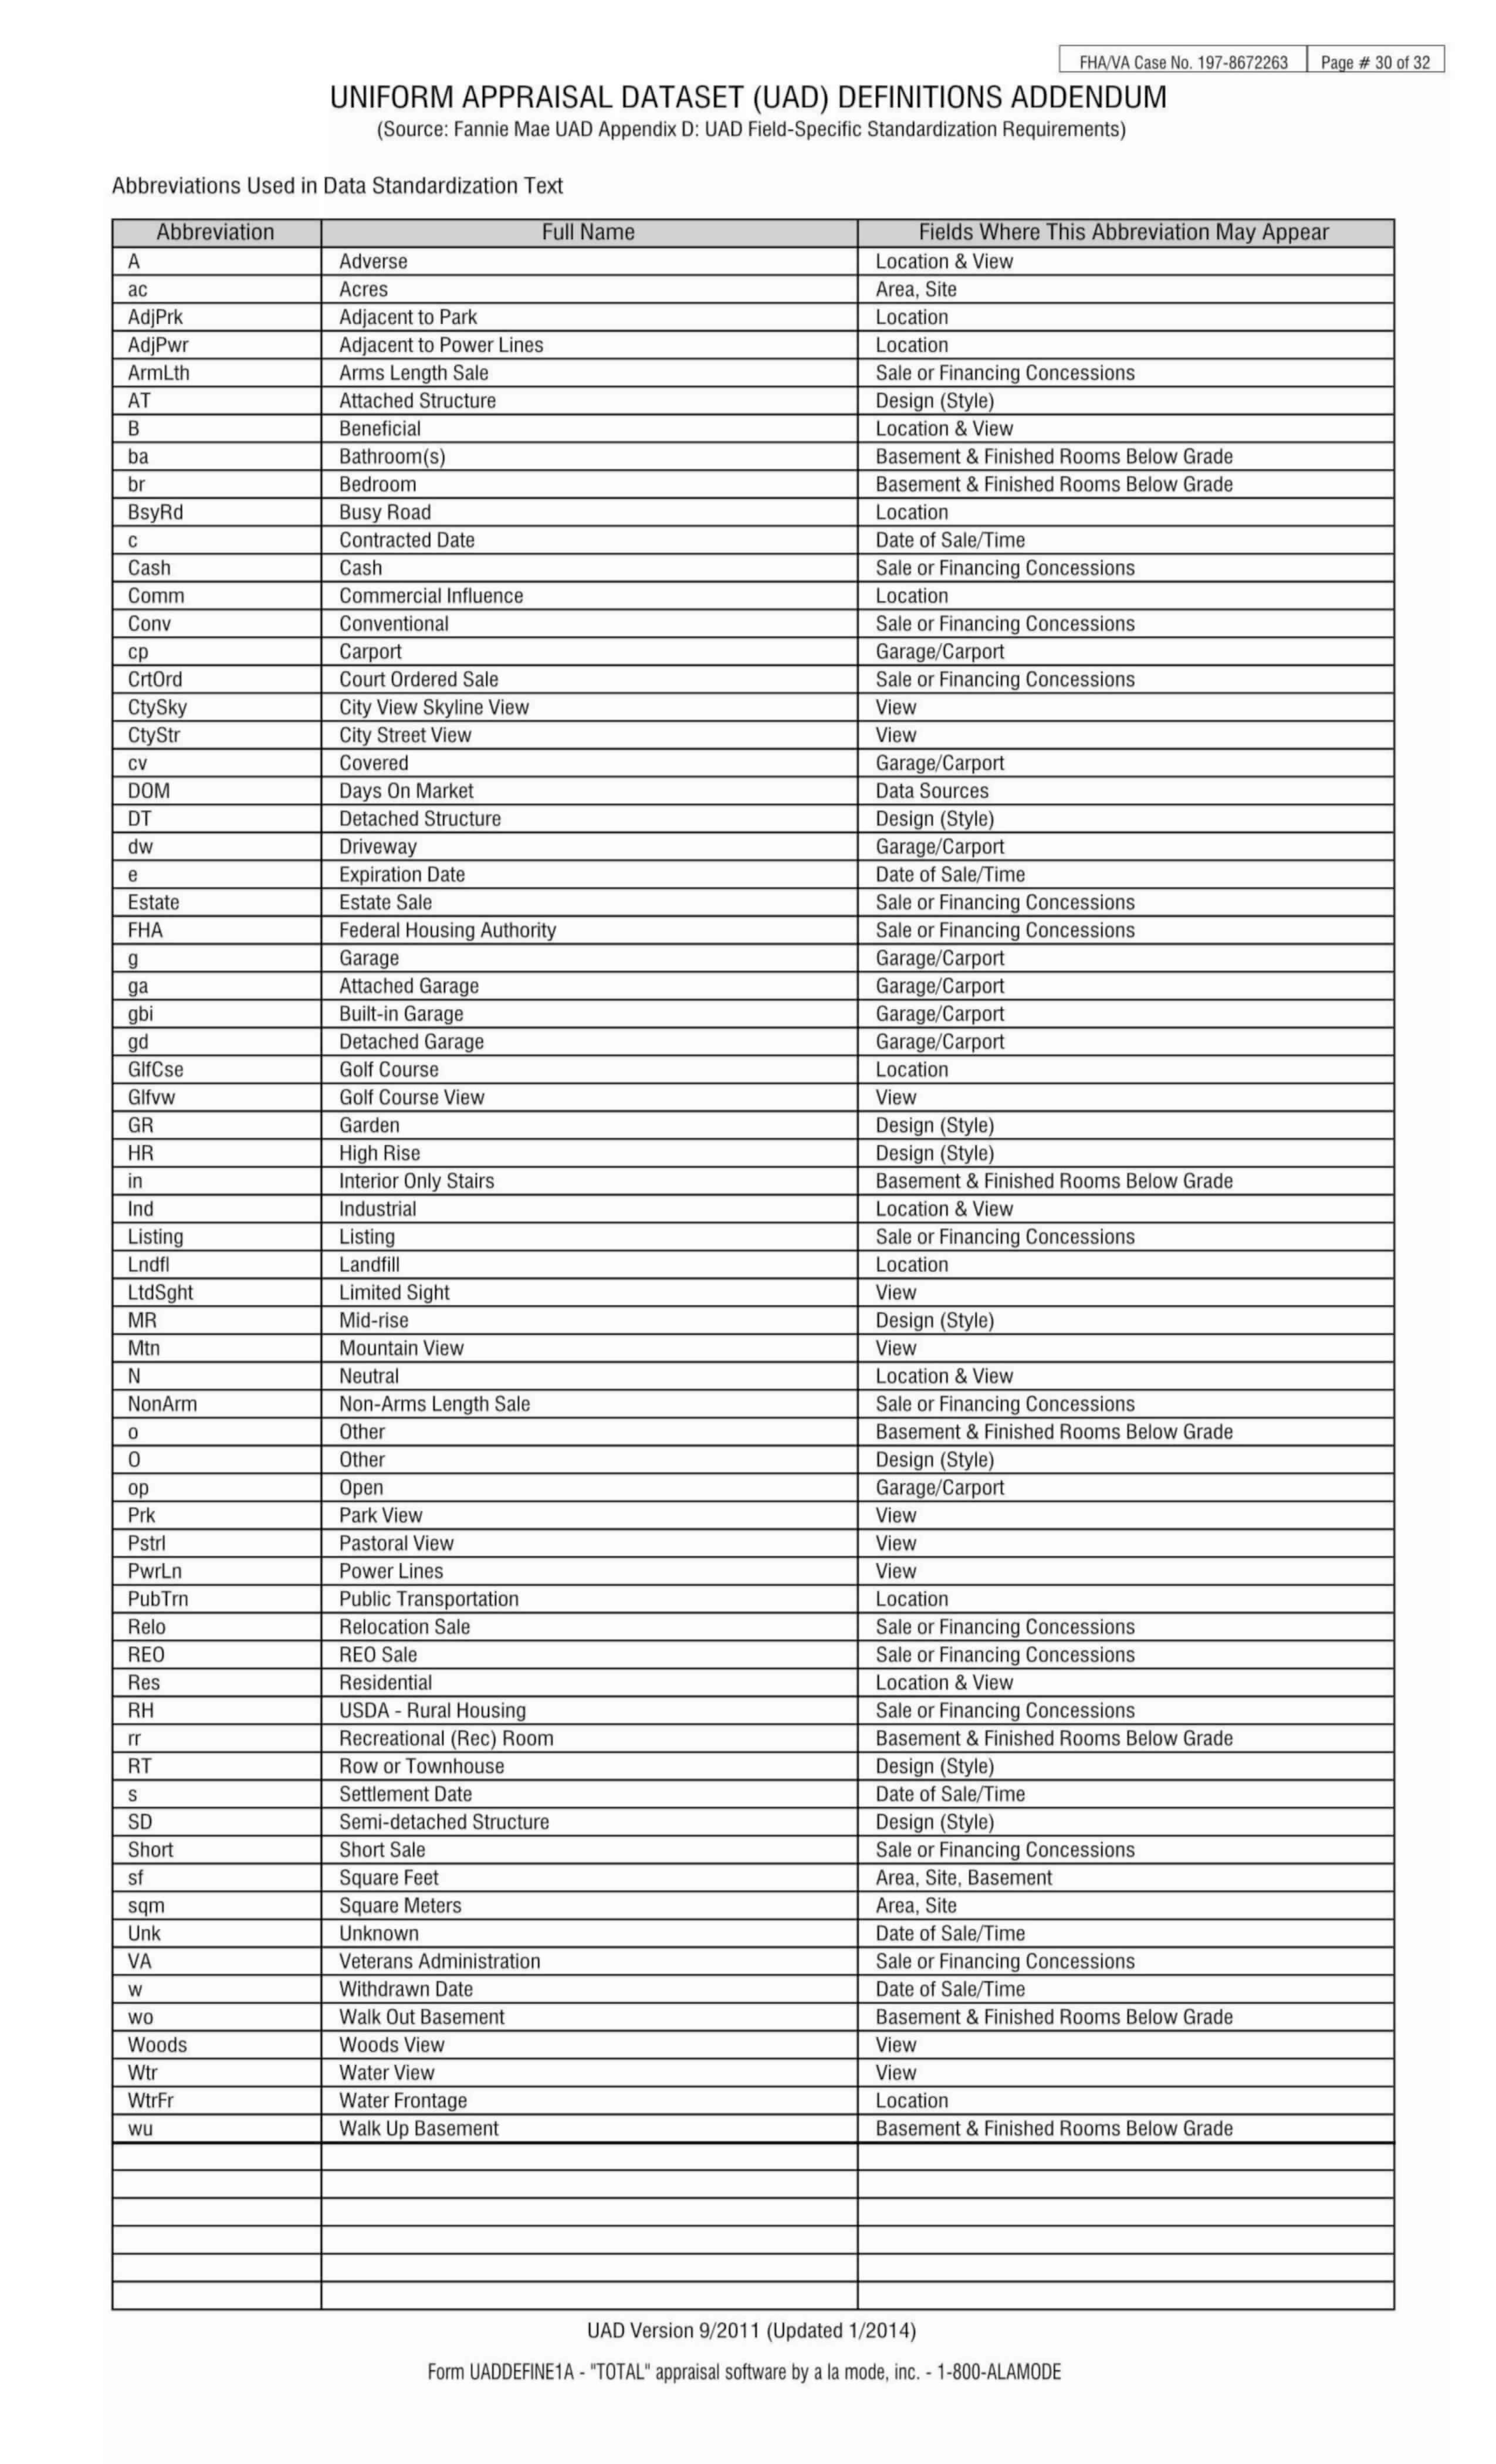 FHA/VA Case No. 197-8672263 Page # 30 of 32
UNIFORM APPRAISAL DATASET (UAD) DEFINITIONS ADDENDUM
(Source: Fannie Mae UAD Appendix D: UAD Field-Specific Standardization Requirements)
Abbreviations Used in Data Standardization Text
Abbreviation Full Name Fields Where This Abbreviation May Appear
A Adverse Location & View
ac Acres Area, Site
AdjPrk Adjacent to Park Location
AdjPwr Adjacent to Power Lines Location
ArmLth Arms Length Sale Sale or Financing Concessions
AT Attached Structure Design (Style)
B Beneficial Location & View
ba Bathroom(s) Basement & Finished Rooms Below Grade
br Bedroom Basement & Finished Rooms Below Grade
BsyRd Busy Road Location
c Contracted Date Date of Sale/Time
Cash Cash Sale or Financing Concessions
Comm Commercial Influence Location
Conv Conventional Sale or Financing Concessions
cp Carport Garage/Carport
CrtOrd Court Ordered Sale Sale or Financing Concessions
CtySky City View Skyline View View
CtyStr City Street View View
cv Covered Garage/Carport
DOM Days On Market Data Sources
DT Detached Structure Design (Style)
dw Driveway Garage/Carport
e Expiration Date Date of Sale/Time
Estate Estate Sale Sale or Financing Concessions
FHA Federal Housing Authority Sale or Financing Concessions
g Garage Garage/Carport
ga Attached Garage Garage/Carport
gbi Built-in Garage Garage/Carport
gd Detached Garage Garage/Carport
GlfCse Golf Course Location
Glfvw Golf Course View View
GR Garden Design (Style)
HR High Rise Design (Style)
in Interior Only Stairs Basement & Finished Rooms Below Grade
Ind Industrial Location & View
Listing Listing Sale or Financing Concessions
Lndfl Landfill Location
LtdSght Limited Sight View
MR Mid-rise Design (Style)
Mtn Mountain View View
N Neutral Location & View
NonArm Non-Arms Length Sale Sale or Financing Concessions
o Other Basement & Finished Rooms Below Grade
O Other Design (Style)
op Open Garage/Carport
Prk Park View View
Pstrl Pastoral View View
PwrLn Power Lines View
PubTrn Public Transportation Location
Relo Relocation Sale Sale or Financing Concessions
REO REO Sale Sale or Financing Concessions
Res Residential Location & View
RH USDA - Rural Housing Sale or Financing Concessions
rr Recreational (Rec) Room Basement & Finished Rooms Below Grade
RT Row or Townhouse Design (Style)
s Settlement Date Date of Sale/Time
SD Semi-detached Structure Design (Style)
Short Short Sale Sale or Financing Concessions
sf Square Feet Area, Site, Basement
sqm Square Meters Area, Site
Unk Unknown Date of Sale/Time
VA Veterans Administration Sale or Financing Concessions
w Withdrawn Date Date of Sale/Time
wo Walk Out Basement Basement & Finished Rooms Below Grade
Woods Woods View View
Wtr Water View View
WtrFr Water Frontage Location
wu Walk Up Basement Basement & Finished Rooms Below Grade
UAD Version 9/2011 (Updated 1/2014)
Form UADDEFINE1A - "TOTAL" appraisal software by a la mode, inc. - 1-800-ALAMODE